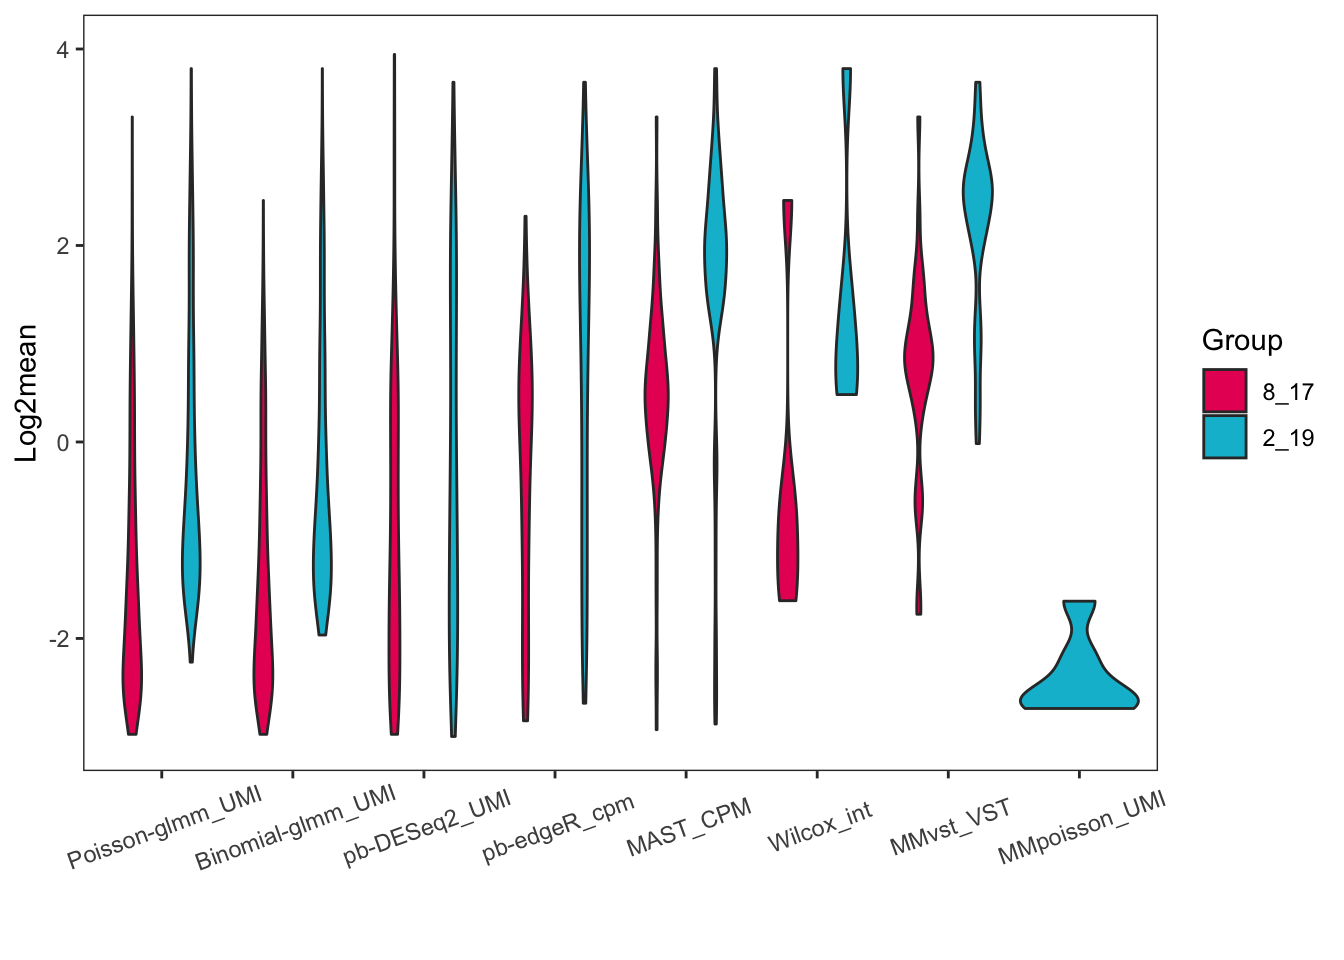 4
2
0
-2
Log2mean
Poisson-glmm_UMI
Binomial-glmm_UMI
pb-DESeq2_UMI
pb-edgeR_cpm
MAST_CPM
Wilcox_int
MMvst_VST
MMpoisson_UMI
Group
8_17
2_19